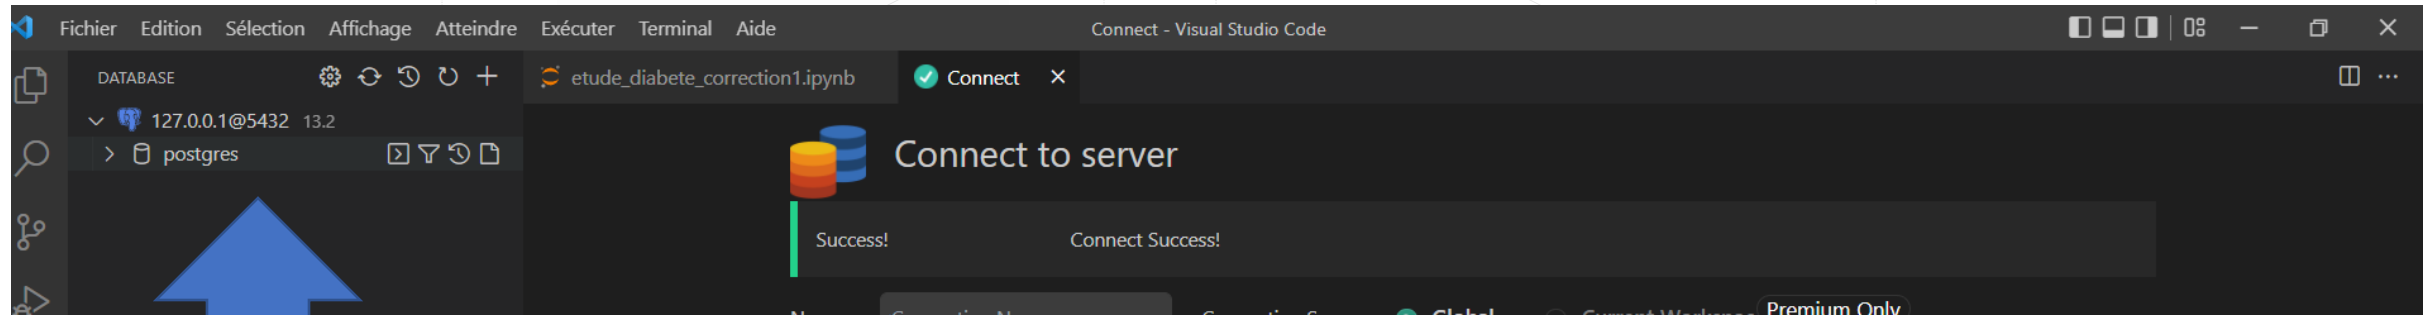 Fichier Edition Sélection Affichage Atteindre Exécuter Terminal Aide Connect - Visual Studio Code
DATABASE etude_diabete_correction1.ipynb Connect
127.0.0.1@5432 13.2
postgres
Connect to server
Success! Connect Success!
Global Premium Only